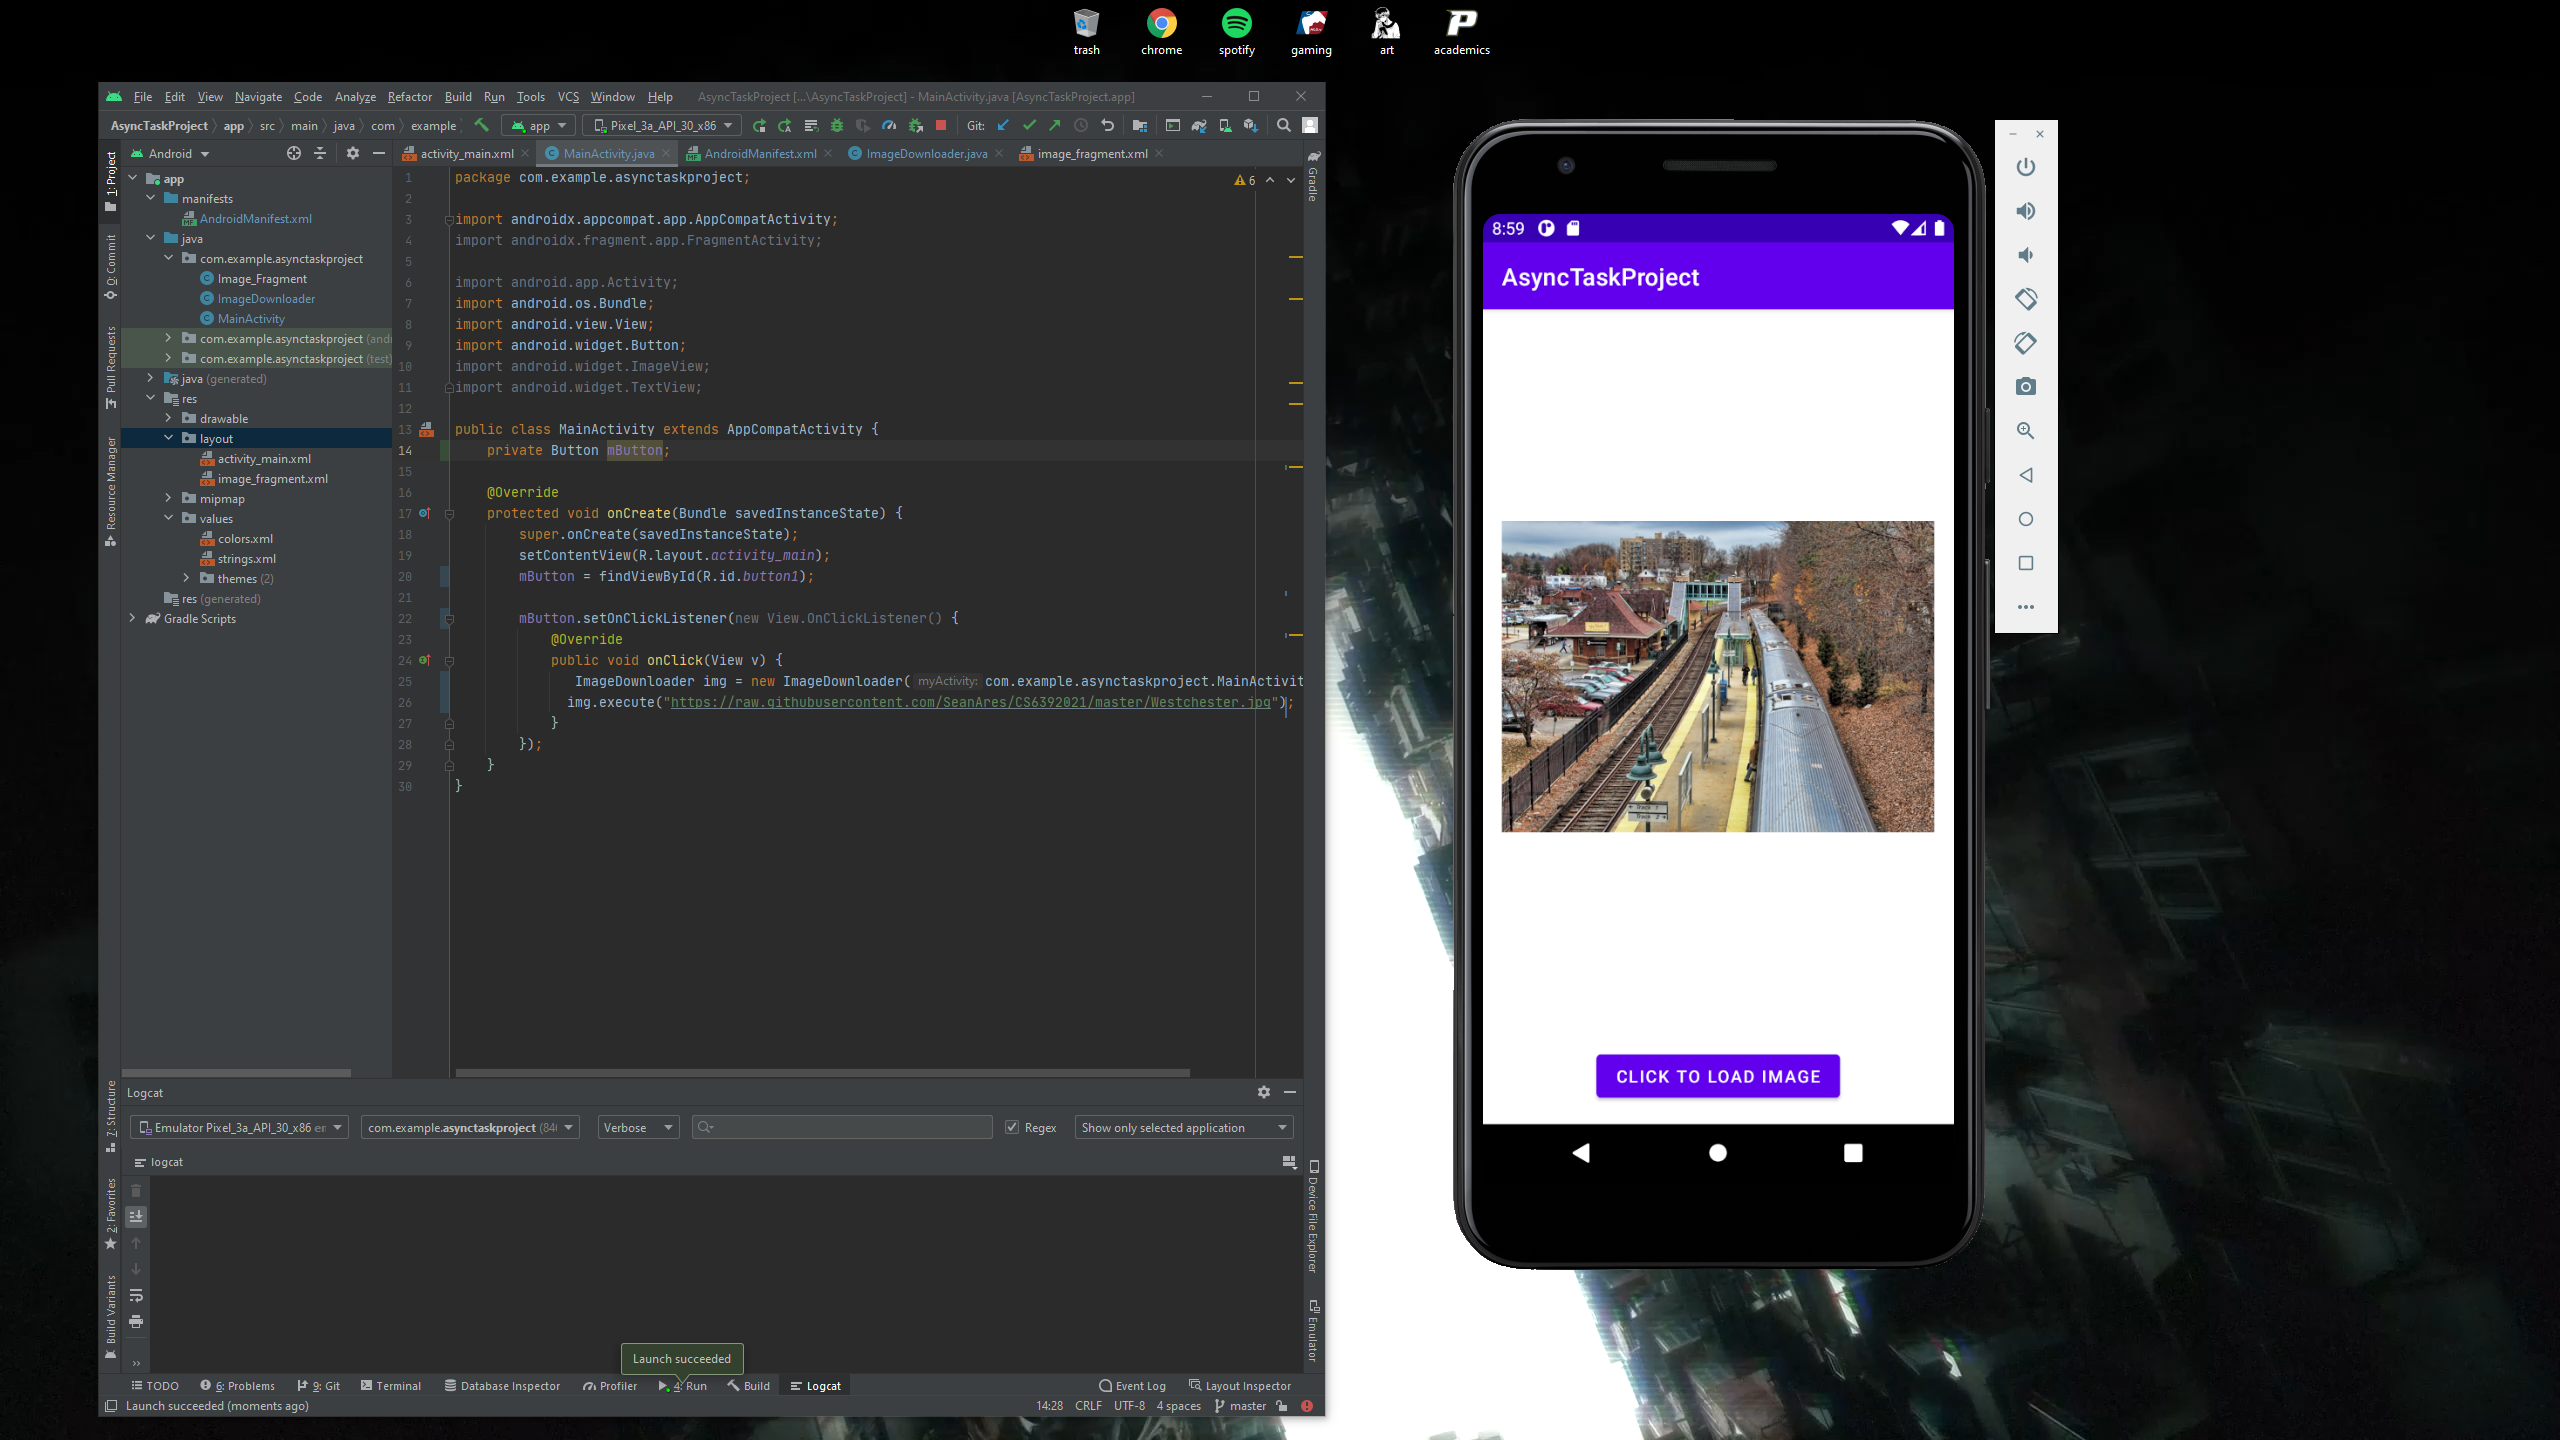 trash
chrome
spotify
gaming
art
academics
File Edit View Navigate Code Analyze Refactor Build Run Tools VCS Window Help AsyncTaskProject [...\AsyncTaskProject] - MainActivity.java [AsyncTaskProject.app]
AsyncTaskProject app src main java com example app Pixel_3a_API_30_x86 Git:
Android
activity_main.xml MainActivity.java AndroidManifest.xml ImageDownloader.java image_fragment.xml
1: Project
0: Commit
Pull Requests
Resource Manager
7: Structure
2: Favorites
Build Variants
app
manifests
AndroidManifest.xml
java
com.example.asynctaskproject
Image_Fragment
ImageDownloader
MainActivity
com.example.asynctaskproject (andr
com.example.asynctaskproject (test)
java (generated)
res
drawable
layout
activity_main.xml
image_fragment.xml
mipmap
values
colors.xml
strings.xml
themes (2)
res (generated)
Gradle Scripts
6
1 package com.example.asynctaskproject;
2
3 import androidx.appcompat.app.AppCompatActivity;
4 import androidx.fragment.app.FragmentActivity;
5
6 import android.app.Activity;
7 import android.os.Bundle;
8 import android.view.View;
9 import android.widget.Button;
10 import android.widget.ImageView;
11 import android.widget.TextView;
12
13 public class MainActivity extends AppCompatActivity {
14 private Button mButton;
15
16 @Override
17 protected void onCreate(Bundle savedInstanceState) {
18 super.onCreate(savedInstanceState);
19 setContentView(R.layout.activity_main);
20 mButton = findViewById(R.id.button1);
21
22 mButton.setOnClickListener(new View.OnClickListener() {
23 @Override
24 public void onClick(View v) {
25 ImageDownloader img = new ImageDownloader( myActivity: com.example.asynctaskproject.MainActivit
26 img.execute("https://raw.githubusercontent.com/SeanAres/CS6392021/master/Westchester.jpg");
27 }
28 });
29 }
30 }
Gradle
Device File Explorer
Emulator
Logcat
Emulator Pixel_3a_API_30_x86 em com.example.asynctaskproject (84 Verbose Regex Show only selected application
logcat
Launch succeeded
TODO 6: Problems 9: Git Terminal Database Inspector Profiler 4: Run Build Logcat Event Log Layout Inspector
Launch succeeded (moments ago) 14:28 CRLF UTF-8 4 spaces master
8:59
AsyncTaskProject
Track 1
Track 2
CLICK TO LOAD IMAGE